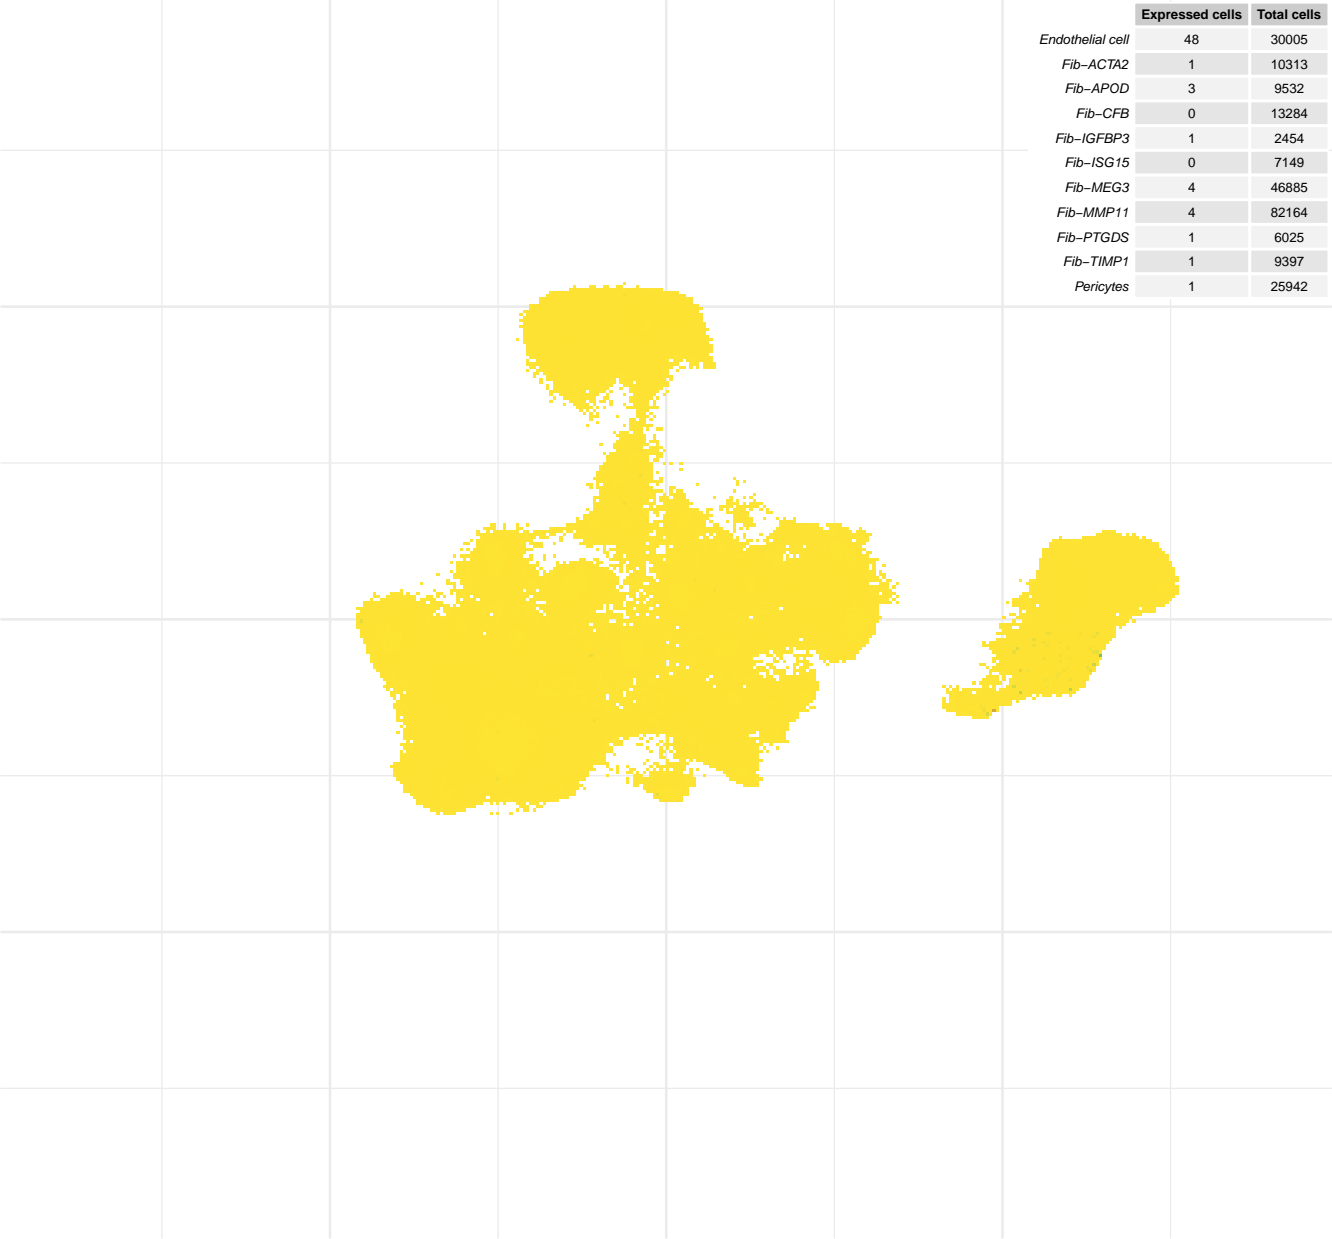 Expressed cells Total cells
Endothelial cell 48 30005
Fib−ACTA2 1 10313
Fib−APOD 3 9532
Fib−CFB 0 13284
Fib−IGFBP3 1 2454
Fib−ISG15 0 7149
Fib−MEG3 4 46885
Fib−MMP11 4 82164
Fib−PTGDS 1 6025
Fib−TIMP1 1 9397
Pericytes 1 25942